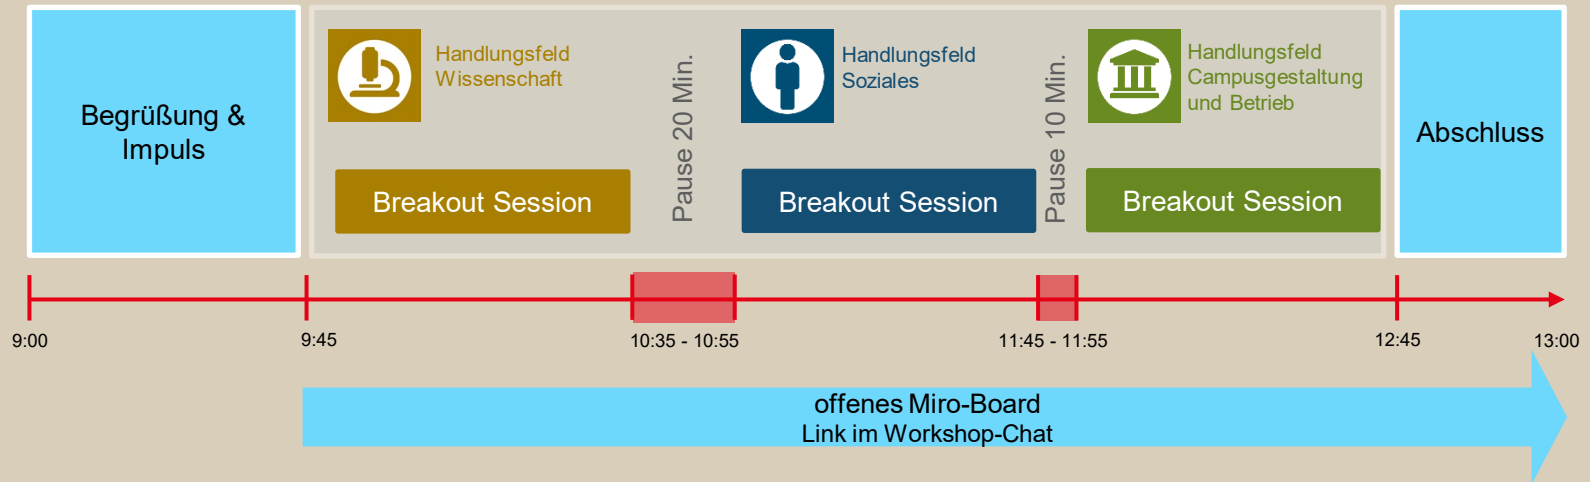 Begrüßung &
Impuls
Handlungsfeld
Wissenschaft
Breakout Session
Pause 20 Min.
Handlungsfeld
Soziales
Breakout Session
Pause 10 Min.
Handlungsfeld
Campusgestaltung
und Betrieb
Breakout Session
Abschluss
9:00
9:45
10:35 - 10:55
11:45 - 11:55
12:45
13:00
offenes Miro-Board
Link im Workshop-Chat